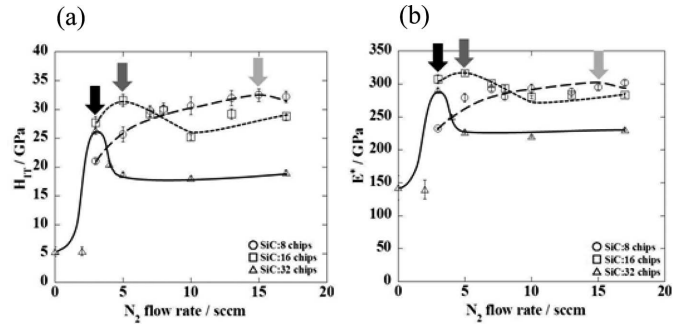 (a)
(b)
40
35
30
25
20
15
10
5
0
H_IT / GPa
0 5 10 15 20
N₂ flow rate / sccm
SiC:8 chips
SiC:16 chips
SiC:32 chips
350
300
250
200
150
100
50
0
E* / GPa
0 5 10 15 20
N₂ flow rate / sccm
SiC:8 chips
SiC:16 chips
SiC:32 chips